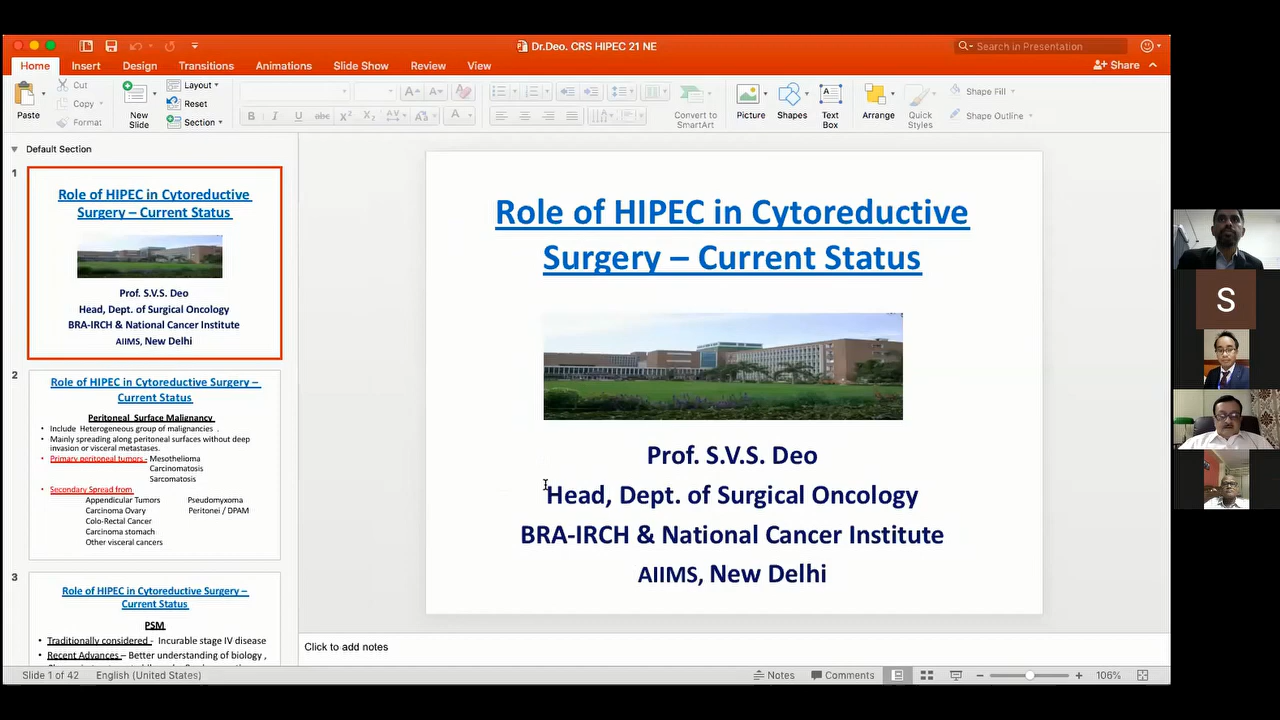 Dr.Deo. CRS HIPEC 21 NE
Search in Presentation
Home Insert Design Transitions Animations Slide Show Review View
Share
Paste
Cut
Copy
Format
New Slide
Layout
Reset
Section
Convert to SmartArt
Picture
Shapes
Text Box
Arrange
Quick Styles
Shape Fill
Shape Outline
Default Section
1
Role of HIPEC in Cytoreductive
Surgery – Current Status
Prof. S.V.S. Deo
Head, Dept. of Surgical Oncology
BRA-IRCH & National Cancer Institute
AIIMS, New Delhi
2
Role of HIPEC in Cytoreductive Surgery –
Current Status
Peritoneal Surface Malignancy
• Include Heterogeneous group of malignancies .
• Mainly spreading along peritoneal surfaces without deep
invasion or visceral metastases.
• Primary peritoneal tumors - Mesothelioma
Carcinomatosis
Sarcomatosis
• Secondary Spread from
Appendicular Tumors Pseudomyxoma
Carcinoma Ovary Peritonei / DPAM
Colo-Rectal Cancer
Carcinoma stomach
Other visceral cancers
3
Role of HIPEC in Cytoreductive Surgery –
Current Status
PSM
• Traditionally considered - Incurable stage IV disease
• Recent Advances – Better understanding of biology ,
Role of HIPEC in Cytoreductive
Surgery – Current Status
Prof. S.V.S. Deo
Head, Dept. of Surgical Oncology
BRA-IRCH & National Cancer Institute
AIIMS, New Delhi
S
Click to add notes
Slide 1 of 42 English (United States) Notes Comments 106%